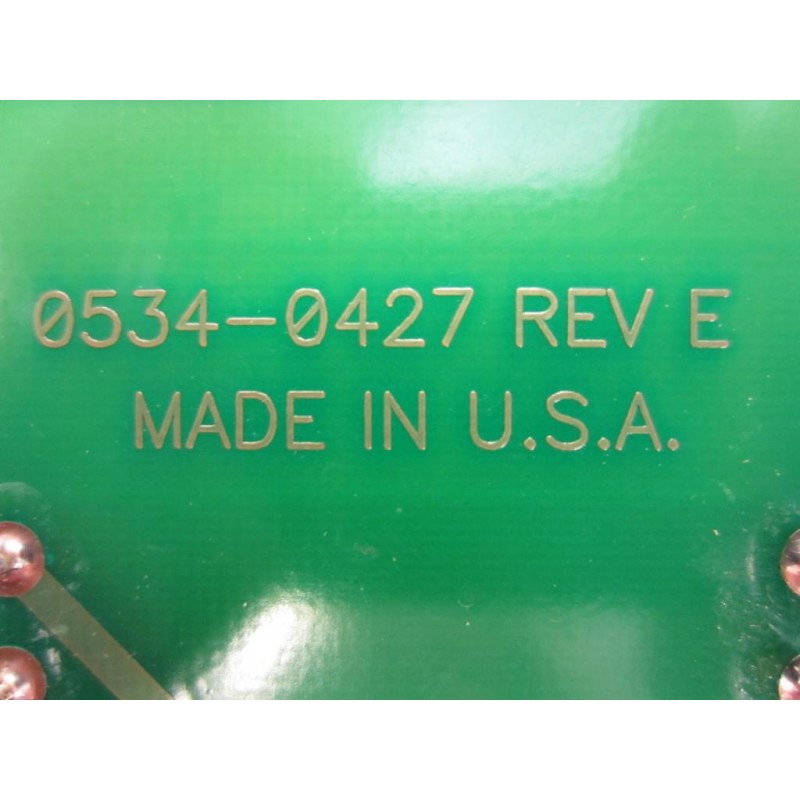 0534-0427 REV E
MADE IN U.S.A.